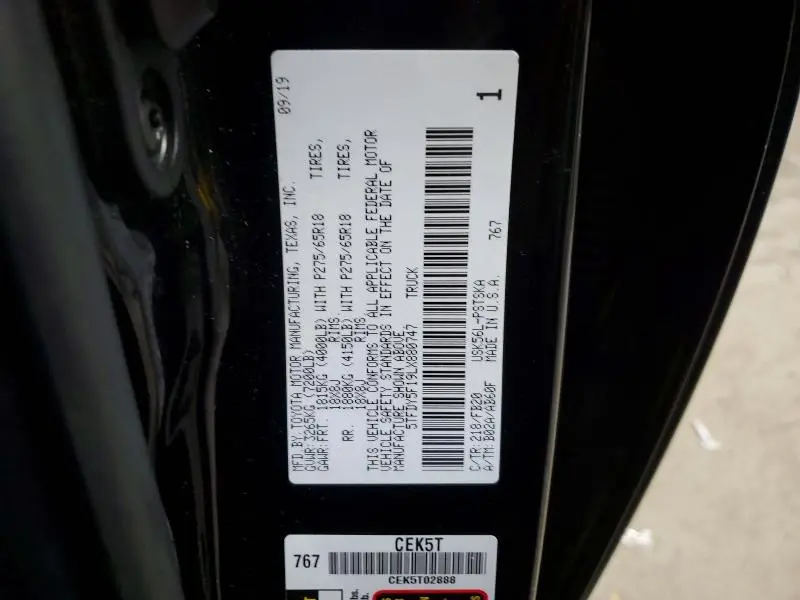 MFD.BY:TOYOTA MOTOR MANUFACTURING, TEXAS, INC. 09/19
GVWR:3265KG (7200LB)
GAWR:FRT. 1815KG (4000LB) WITH P275/65R18 TIRES,
18X8J RIMS.
RR. 1880KG (4150LB) WITH P275/65R18 TIRES,
18X8J RIMS
THIS VEHICLE CONFORMS TO ALL APPLICABLE FEDERAL MOTOR
VEHICLE SAFETY STANDARDS IN EFFECT ON THE DATE OF
MANUFACTURE SHOWN ABOVE.
5TFDY5F19LX880747 TRUCK
1
C/TR:218/FB20 USK56L-PSTSKA 767
A/TM:B02A/AB60F MADE IN U.S.A.
CEK5T
767
CEK5T02888